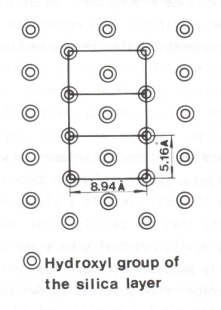 5.16Å
8.94Å
Hydroxyl group of
the silica layer